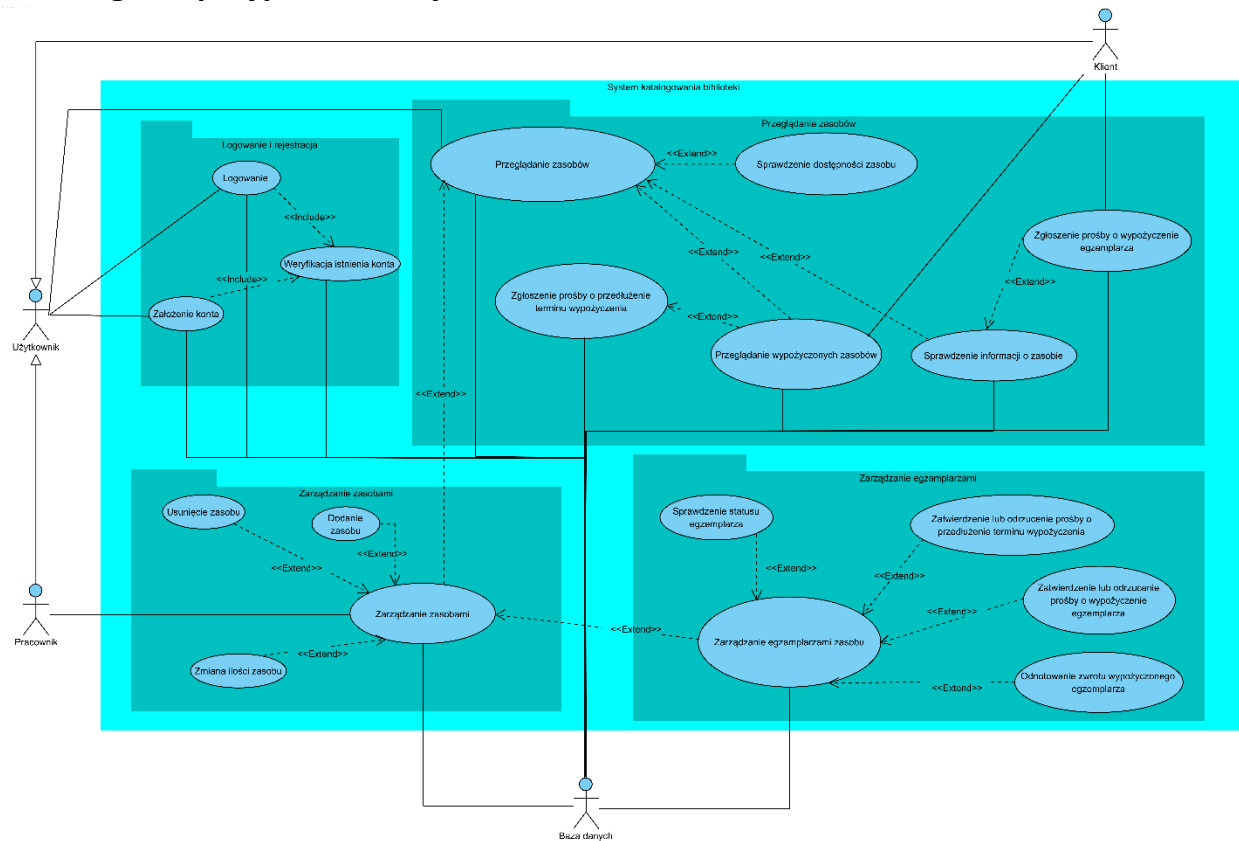 Klient
System katalogowania biblioteki
Przeglądanie zasobów
Logowanie i rejestracja
Przeglądanie zasobów
<<Extend>>
Sprawdzenie dostępności zasobu
Logowanie
<<Include>>
Weryfikacja istnienia konta
<<Include>>
Założenie konta
Zgłoszenie prośby o wypożyczenie
egzemplarza
<<Extend>>
<<Extend>>
<<Extend>>
Zgłoszenie prośby o przedłużenie
terminu wypożyczenia
<<Extend>>
Przeglądanie wypożyczonych zasobów
Sprawdzenie informacji o zasobie
Użytkownik
<<Extend>>
Zarządzanie zasobami
Usunięcie zasobu
Dodanie
zasobu
<<Extend>>
<<Extend>>
Zarządzanie zasobami
Zmiana ilości zasobu
<<Extend>>
Pracownik
<<Extend>>
Zarządzanie egzamplarzami
Sprawdzenie statusu
egzemplarza
Zatwierdzenie lub odrzucenie prośby o
przadłużenie terminu wypożyczenia
<<Extend>>
<<Extend>>
Zatwierdzenie lub odrzucenie
prośby o wypożyczenie
egzemplarza
<<Extend>>
Zarządzanie egzamplarzami zasobu
Odnotowanie zwrotu wypożyczonego
egzemplarza
<<Extend>>
Baza danych